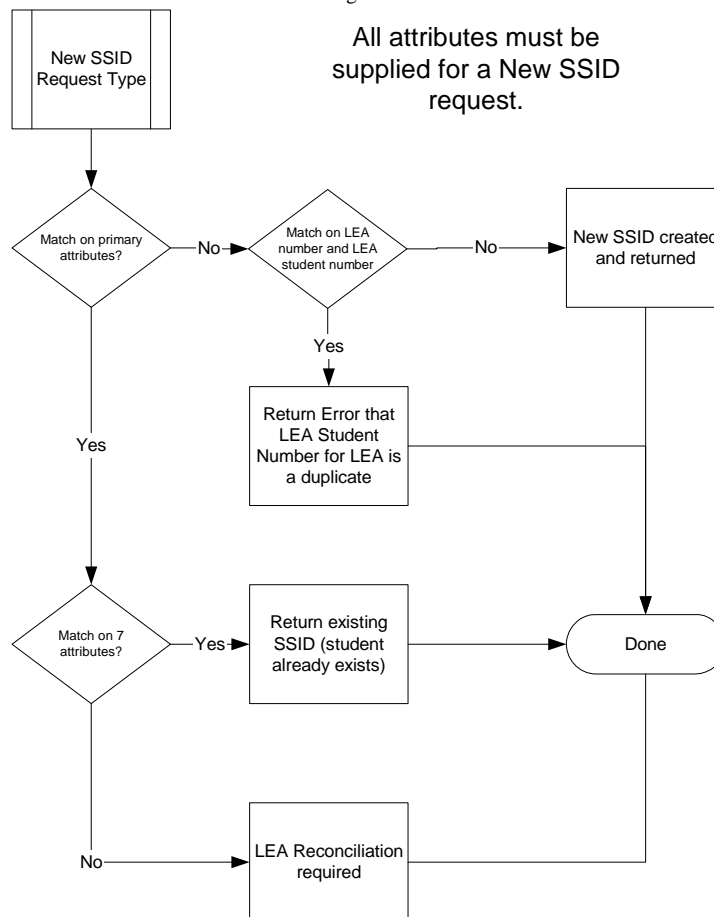 New SSID
Request Type
All attributes must be
supplied for a New SSID
request.
Match on primary
attributes?
No
Match on LEA
number and LEA
student number
No
New SSID created
and returned
Yes
Return Error that
LEA Student
Number for LEA is
a duplicate
Yes
Match on 7
attributes?
Yes
Return existing
SSID (student
already exists)
Done
No
LEA Reconciliation
required